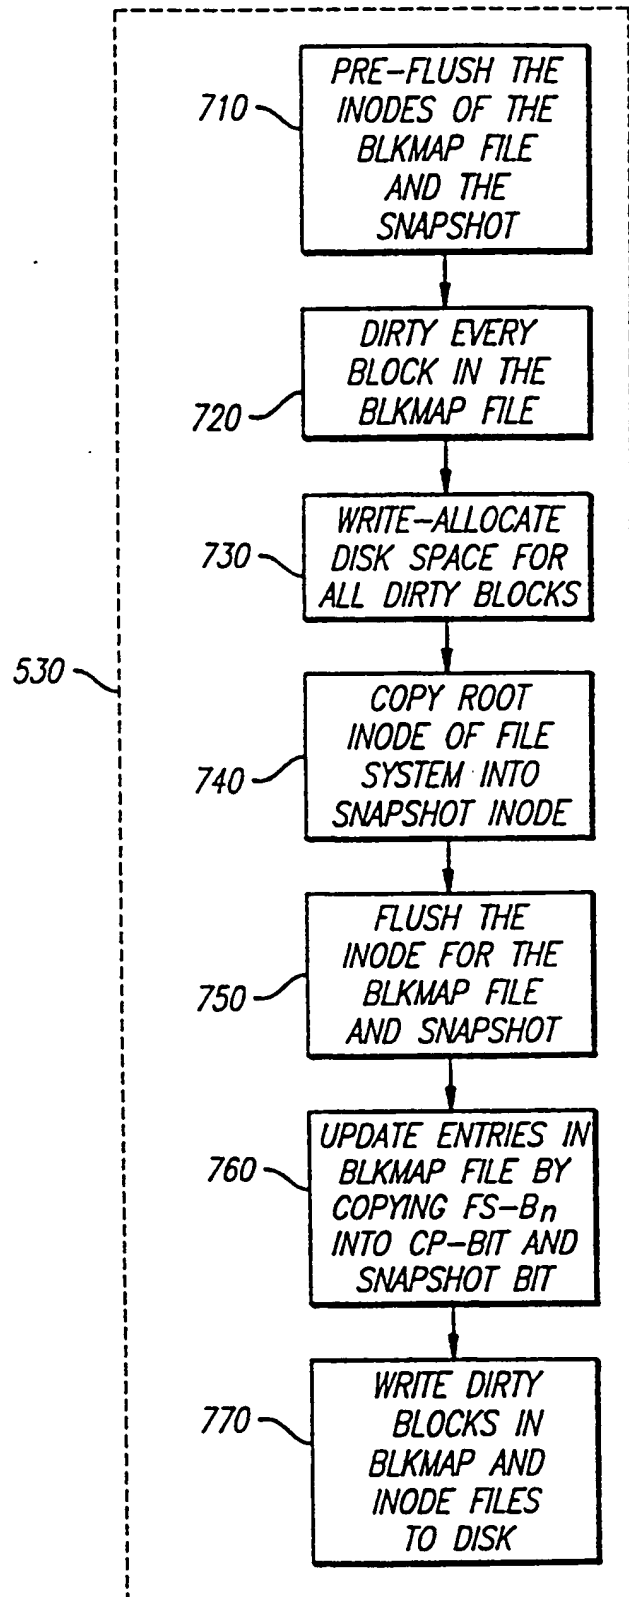 710
PRE-FLUSH THE
INODES OF THE
BLKMAP FILE
AND THE
SNAPSHOT
720
DIRTY EVERY
BLOCK IN THE
BLKMAP FILE
730
WRITE-ALLOCATE
DISK SPACE FOR
ALL DIRTY BLOCKS
530
740
COPY ROOT
INODE OF FILE
SYSTEM INTO
SNAPSHOT INODE
750
FLUSH THE
INODE FOR THE
BLKMAP FILE
AND SNAPSHOT
760
UPDATE ENTRIES IN
BLKMAP FILE BY
COPYING FS-Bn
INTO CP-BIT AND
SNAPSHOT BIT
770
WRITE DIRTY
BLOCKS IN
BLKMAP AND
INODE FILES
TO DISK